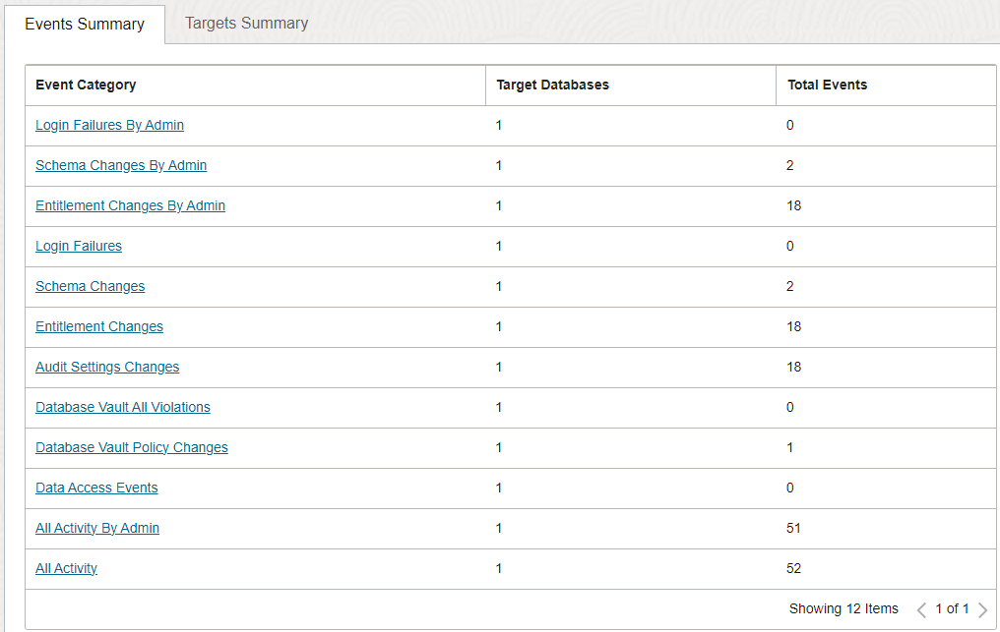 Events Summary Targets Summary
Event Category Target Databases Total Events
Login Failures By Admin 1 0
Schema Changes By Admin 1 2
Entitlement Changes By Admin 1 18
Login Failures 1 0
Schema Changes 1 2
Entitlement Changes 1 18
Audit Settings Changes 1 18
Database Vault All Violations 1 0
Database Vault Policy Changes 1 1
Data Access Events 1 0
All Activity By Admin 1 51
All Activity 1 52
Showing 12 Items 1 of 1